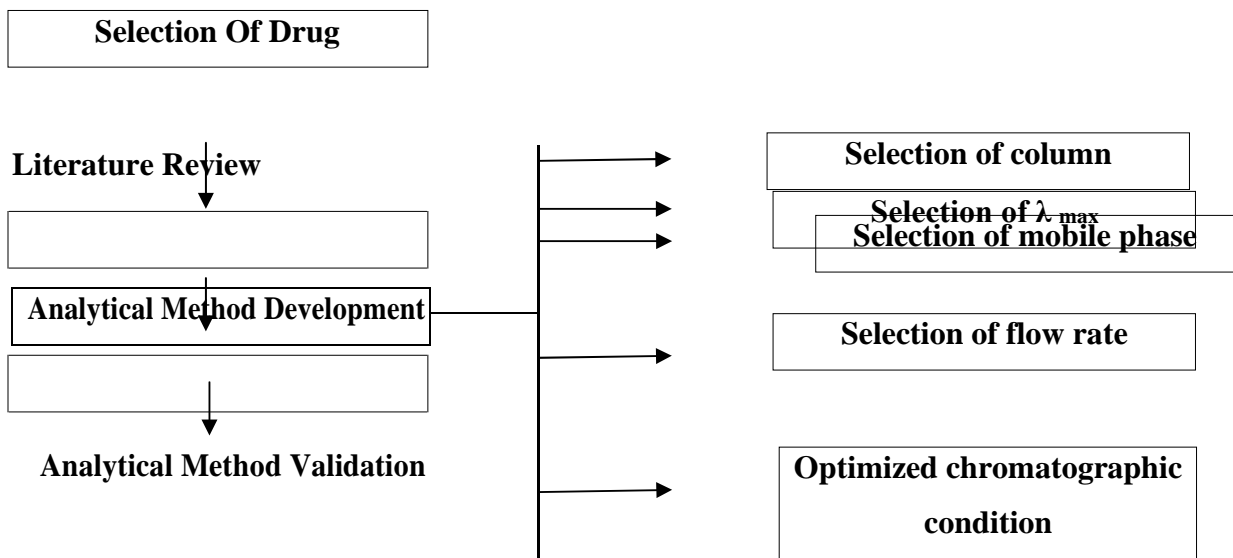 Selection Of Drug
Literature Review
Analytical Method Development
Analytical Method Validation
Selection of column
Selection of λ max
Selection of mobile phase
Selection of flow rate
Optimized chromatographic
condition